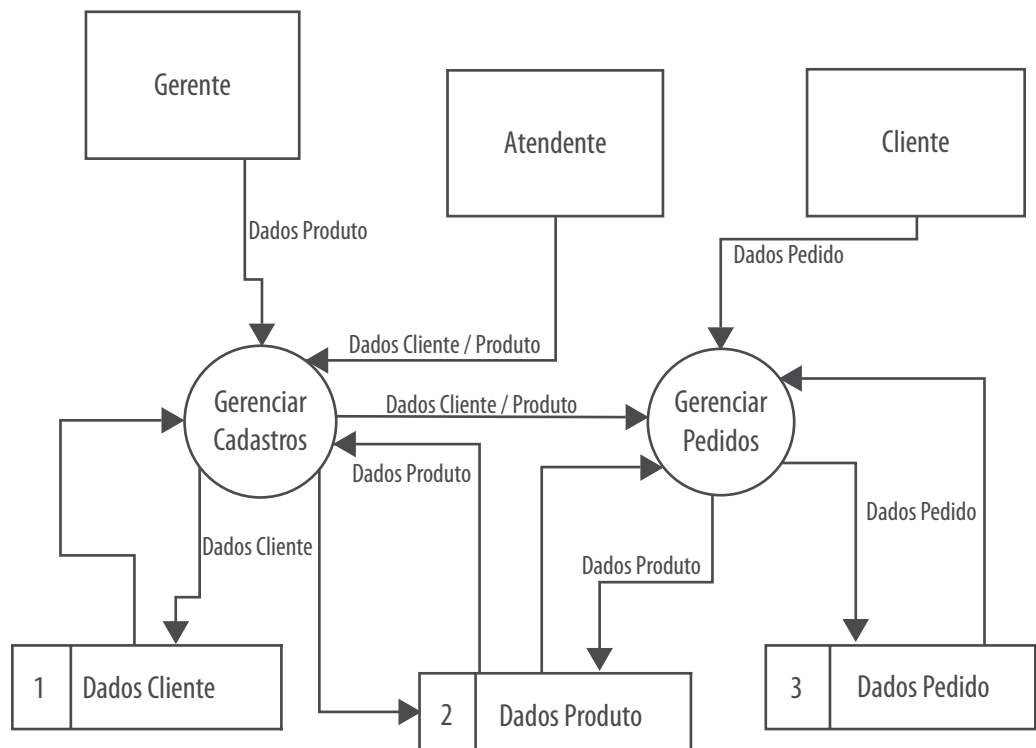 Gerente
Atendente
Cliente
Dados Produto
Dados Pedido
Dados Cliente / Produto
Gerenciar
Cadastros
Dados Cliente / Produto
Gerenciar
Pedidos
Dados Produto
Dados Pedido
Dados Cliente
Dados Produto
1 Dados Cliente
2 Dados Produto
3 Dados Pedido